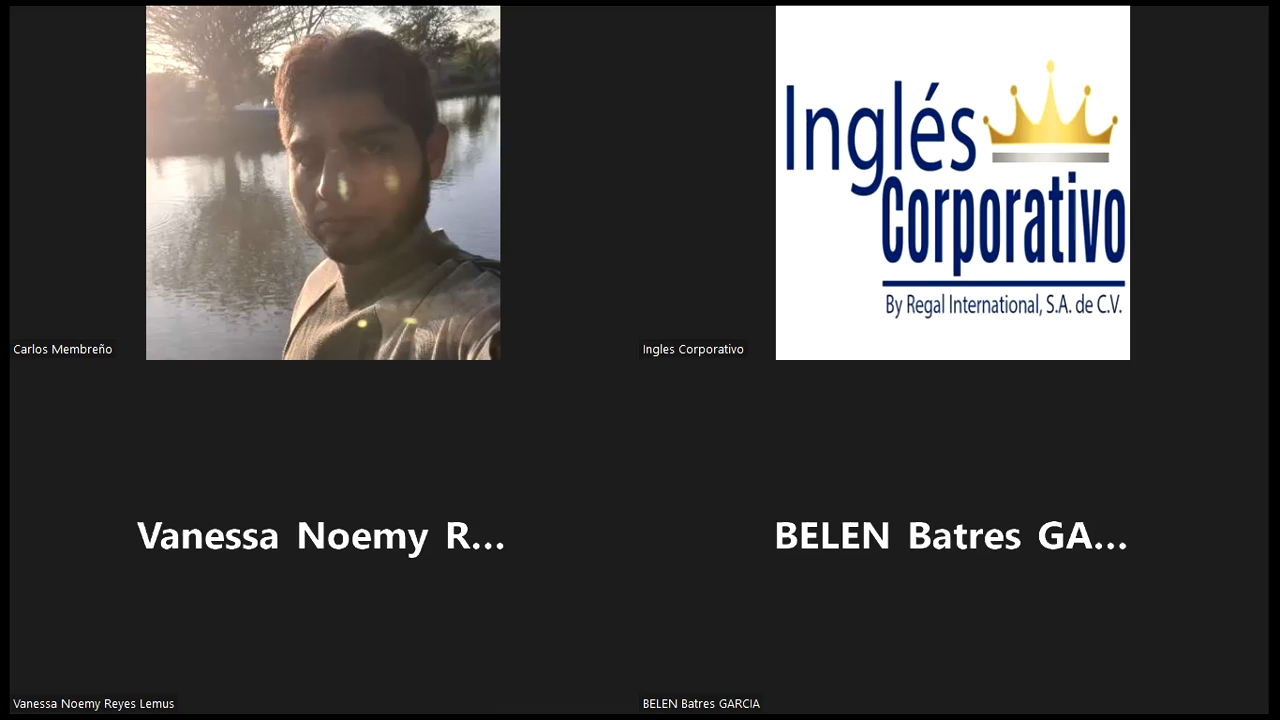 Inglés
Corporativo
By Regal International, S.A. de C.V.
Carlos Membreño
Ingles Corporativo
Vanessa Noemy R...
BELEN Batres GA...
Vanessa Noemy Reyes Lemus
BELEN Batres GARCIA